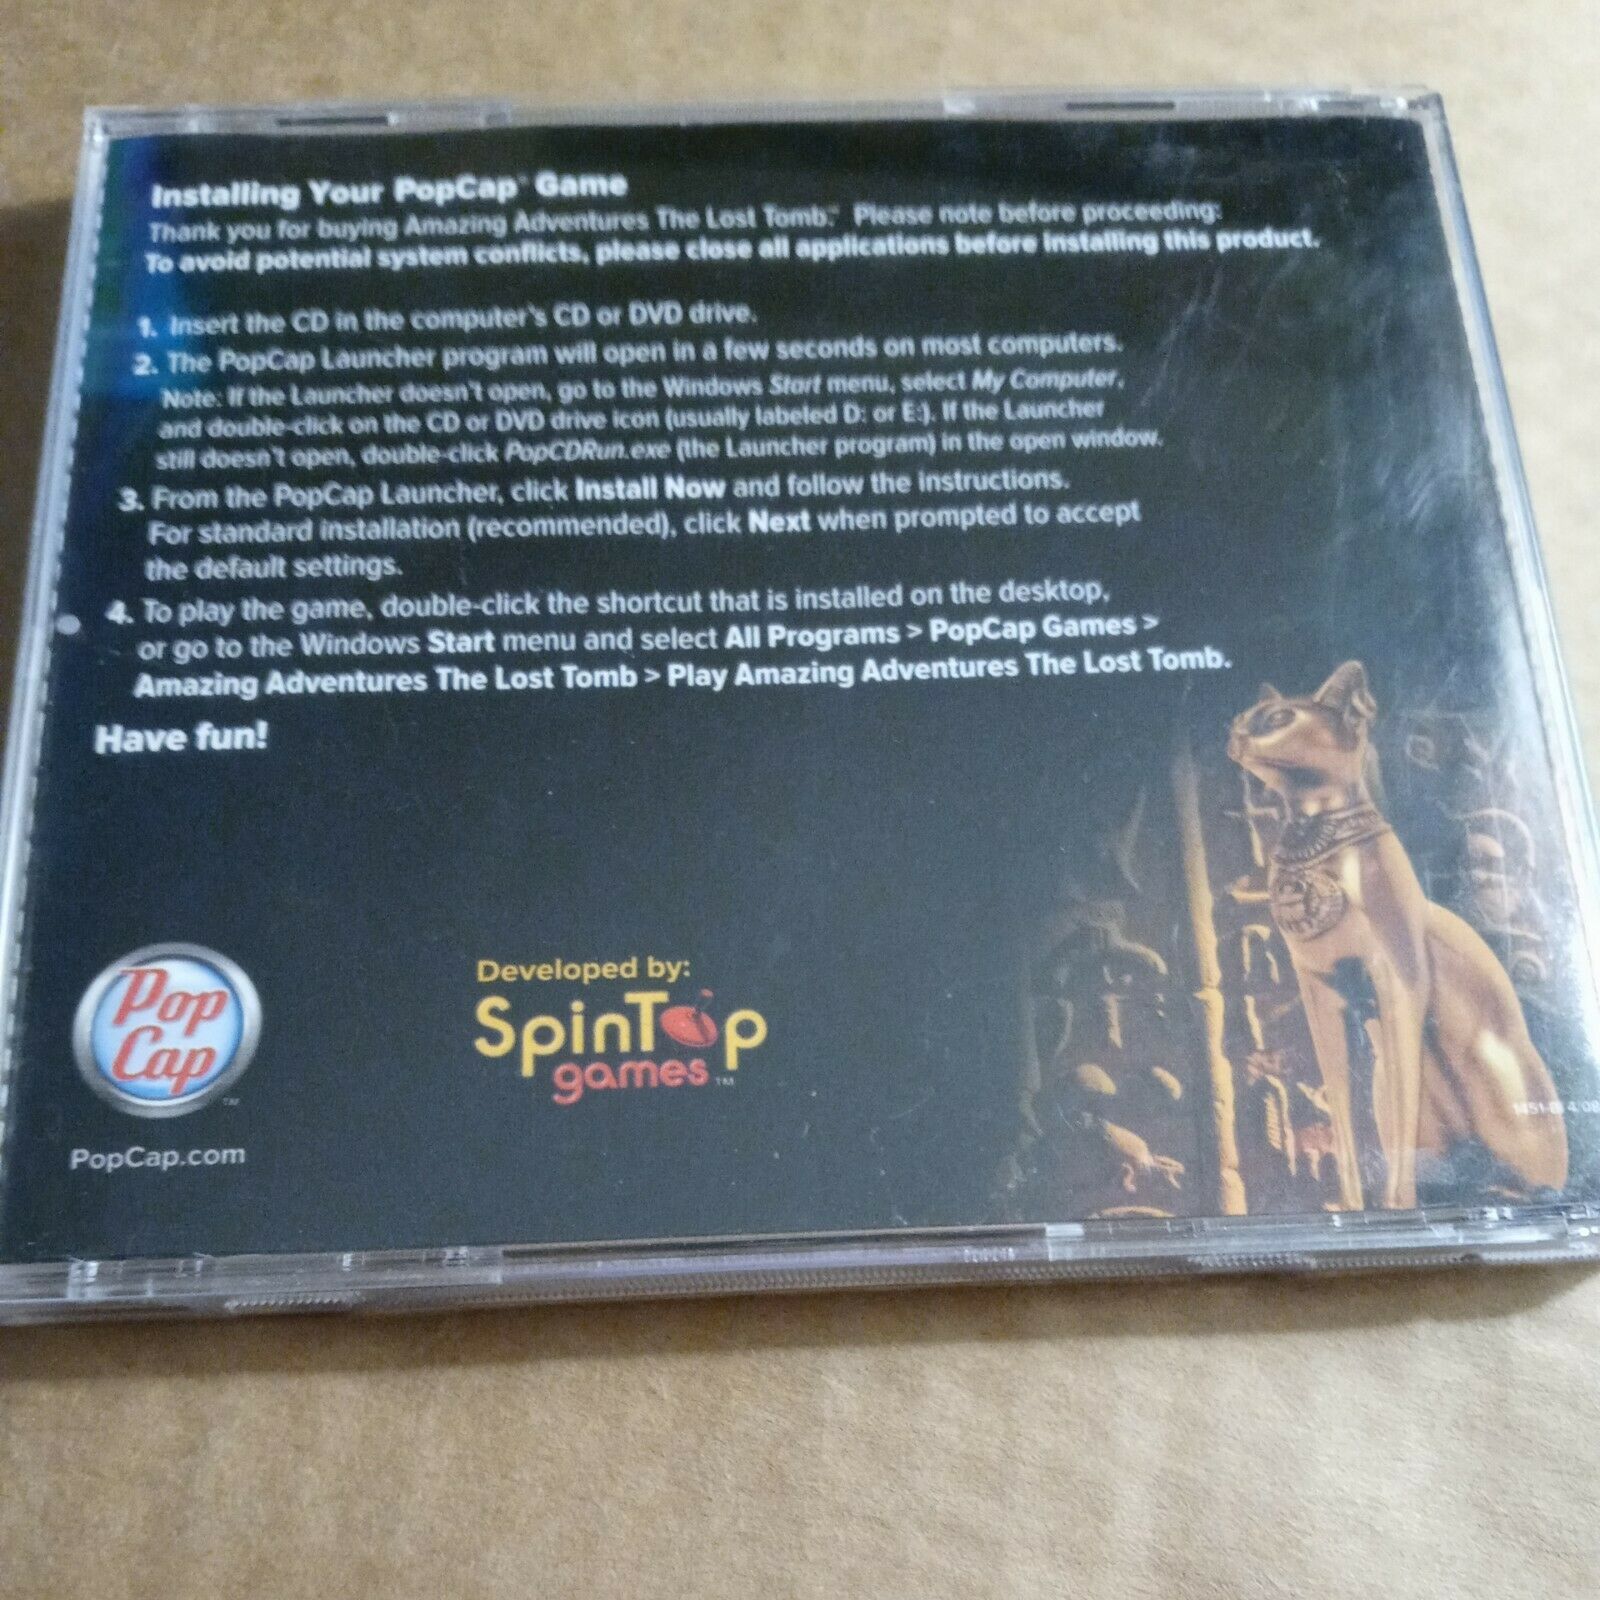 Installing Your PopCap™ Game
Thank you for buying Amazing Adventures The Lost Tomb.™ Please note before proceeding:
To avoid potential system conflicts, please close all applications before installing this product.
1. Insert the CD in the computer's CD or DVD drive.
2. The PopCap Launcher program will open in a few seconds on most computers.
Note: If the Launcher doesn't open, go to the Windows Start menu, select My Computer,
and double-click on the CD or DVD drive icon (usually labeled D: or E:). If the Launcher
still doesn't open, double-click PopCDRun.exe (the Launcher program) in the open window.
3. From the PopCap Launcher, click Install Now and follow the instructions.
For standard installation (recommended), click Next when prompted to accept
the default settings.
4. To play the game, double-click the shortcut that is installed on the desktop,
or go to the Windows Start menu and select All Programs > PopCap Games >
Amazing Adventures The Lost Tomb > Play Amazing Adventures The Lost Tomb.
Have fun!
Pop
Cap
™
PopCap.com
Developed by:
SpinTop
games™